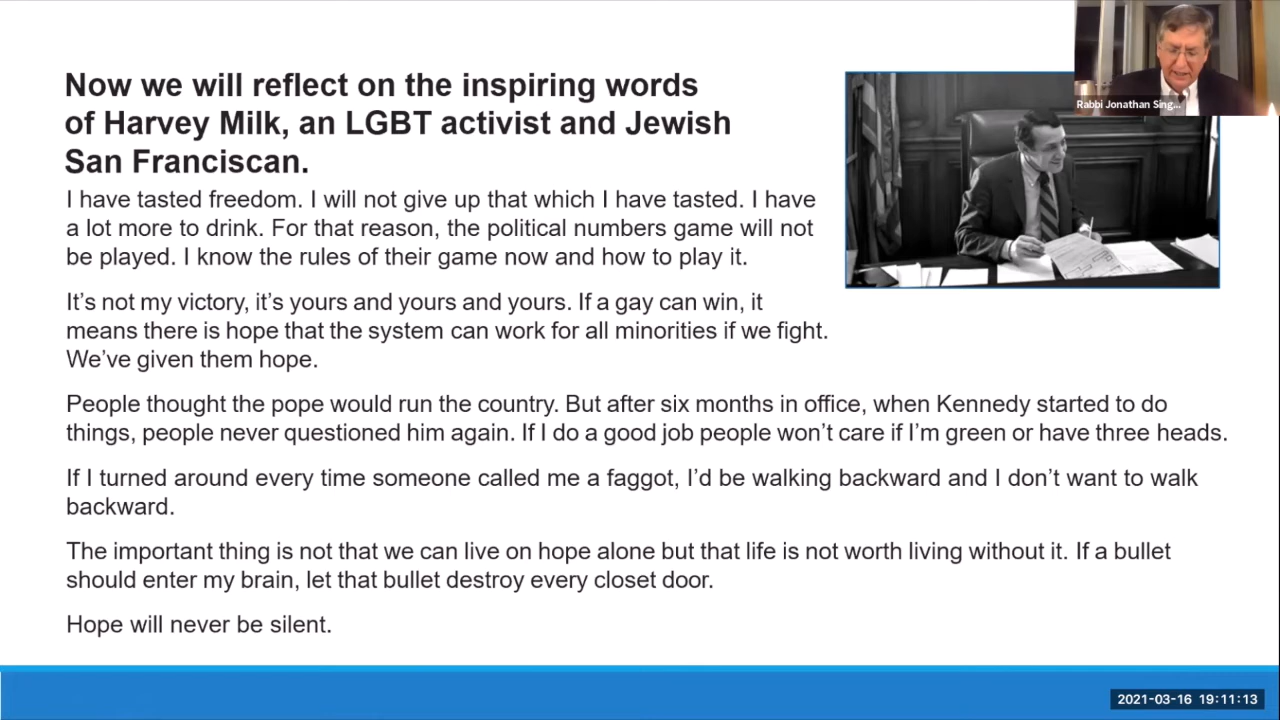 Now we will reflect on the inspiring words
of Harvey Milk, an LGBT activist and Jewish
San Franciscan.
Rabbi Jonathan Sing...
I have tasted freedom. I will not give up that which I have tasted. I have
a lot more to drink. For that reason, the political numbers game will not
be played. I know the rules of their game now and how to play it.
It’s not my victory, it’s yours and yours and yours. If a gay can win, it
means there is hope that the system can work for all minorities if we fight.
We’ve given them hope.
People thought the pope would run the country. But after six months in office, when Kennedy started to do
things, people never questioned him again. If I do a good job people won’t care if I’m green or have three heads.
If I turned around every time someone called me a faggot, I’d be walking backward and I don’t want to walk
backward.
The important thing is not that we can live on hope alone but that life is not worth living without it. If a bullet
should enter my brain, let that bullet destroy every closet door.
Hope will never be silent.
2021-03-16 19:11:13